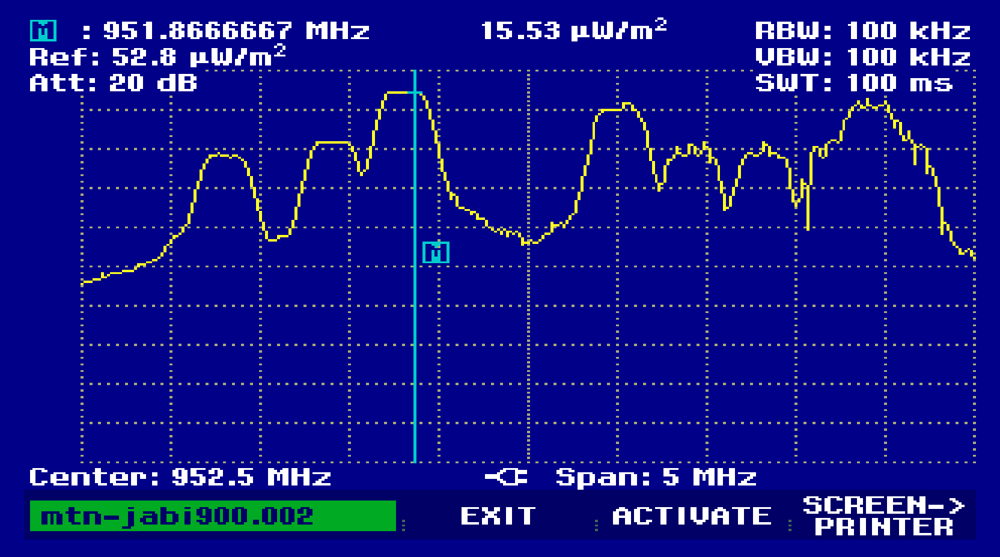 M : 951.8666667 MHz 15.53 µW/m² RBW: 100 kHz
Ref: 52.8 µW/m² VBW: 100 kHz
Att: 20 dB SWT: 100 ms
M
Center: 952.5 MHz Span: 5 MHz
mtn-jabi900.002 EXIT ACTIVATE SCREEN->
PRINTER